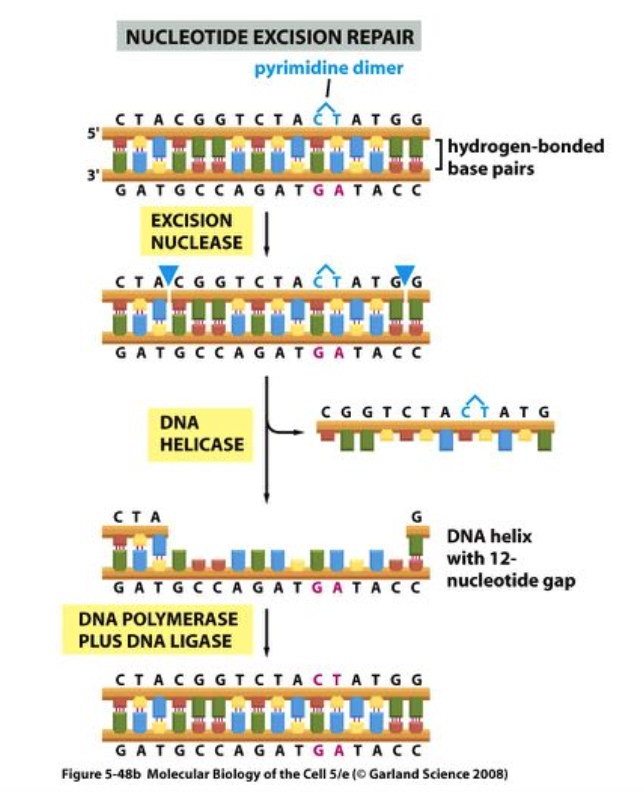 NUCLEOTIDE EXCISION REPAIR
pyrimidine dimer
C T A C G G T C T A C T A T G G
5'
hydrogen-bonded
base pairs
3'
G A T G C C A G A T G A T A C C
EXCISION
NUCLEASE
C T A C G G T C T A C T A T G G
G A T G C C A G A T G A T A C C
C G G T C T A C T A T G
DNA
HELICASE
C T A
G
DNA helix
with 12-
nucleotide gap
G A T G C C A G A T G A T A C C
DNA POLYMERASE
PLUS DNA LIGASE
C T A C G G T C T A C T A T G G
G A T G C C A G A T G A T A C C
Figure 5-48b Molecular Biology of the Cell 5/e (© Garland Science 2008)